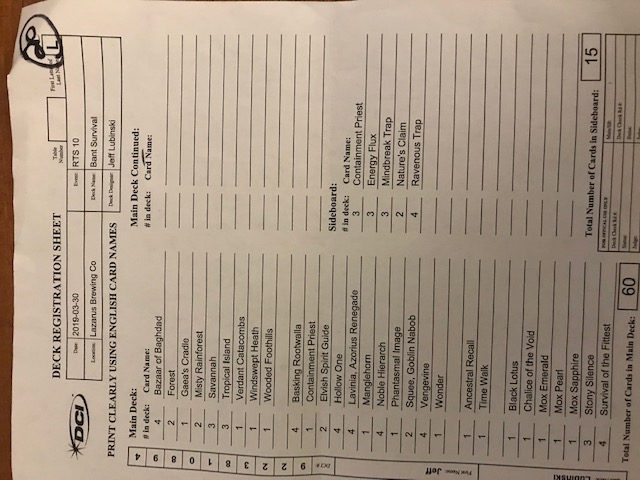 DECK REGISTRATION SHEET
Table Number
First Letter of Last
L
DCI
Date: 2019-03-30
Event: RTS 10
Location: Lazarus Brewing Co
Deck Name: Bant Survival
Deck Designer: Jeff Lubinski
PRINT CLEARLY USING ENGLISH CARD NAMES
Main Deck:
# in deck: Card Name:
4 Bazaar of Baghdad
2 Forest
1 Gaea's Cradle
2 Misty Rainforest
3 Savannah
3 Tropical Island
1 Verdant Catacombs
1 Windswept Heath
1 Wooded Foothills
4 Basking Rootwalla
1 Containment Priest
2 Elvish Spirit Guide
4 Hollow One
4 Lavinia, Azorius Renegade
1 Manglehorn
4 Noble Hierarch
1 Phantasmal Image
2 Squee, Goblin Nabob
4 Vengevine
1 Wonder
1 Ancestral Recall
1 Time Walk
1 Black Lotus
1 Chalice of the Void
1 Mox Emerald
1 Mox Pearl
1 Mox Sapphire
3 Stony Silence
4 Survival of the Fittest
Total Number of Cards in Main Deck: 60
Main Deck Continued:
# in deck: Card Name:
Sideboard:
# in deck: Card Name:
3 Containment Priest
3 Energy Flux
3 Mindbreak Trap
2 Nature's Claim
4 Ravenous Trap
Total Number of Cards in Sideboard: 15
FOR OFFICAL USE ONLY
Deck Check Rd #:
Status:
Judge:
Main/SB:
Deck Check Rd #:
Status:
Judge:
DCI #: 9 2 2 3 8 1 0 8 9 4
First Name: Jeff
Lubinski